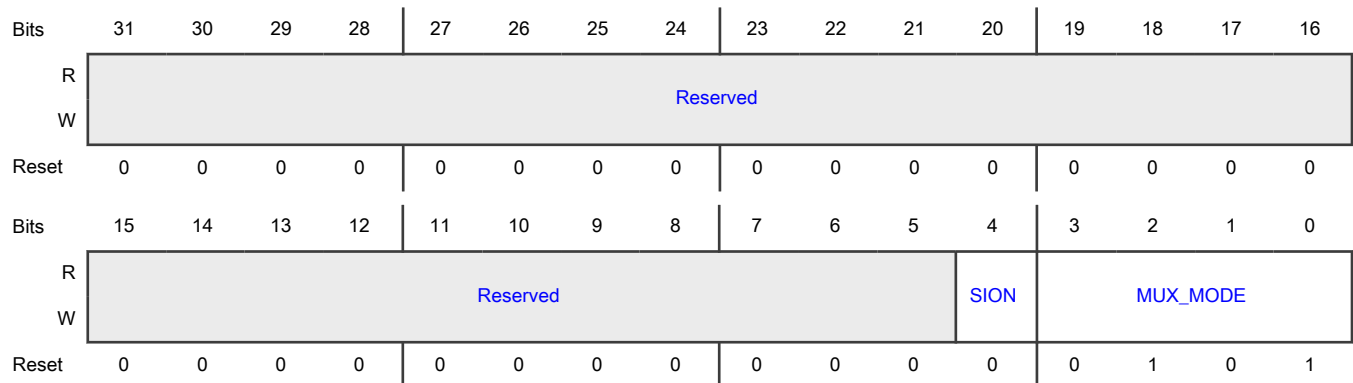 Bits 31 30 29 28 27 26 25 24 23 22 21 20 19 18 17 16
R
Reserved
W
Reset 0 0 0 0 0 0 0 0 0 0 0 0 0 0 0 0
Bits 15 14 13 12 11 10 9 8 7 6 5 4 3 2 1 0
R
Reserved SION MUX_MODE
W
Reset 0 0 0 0 0 0 0 0 0 0 0 0 0 1 0 1